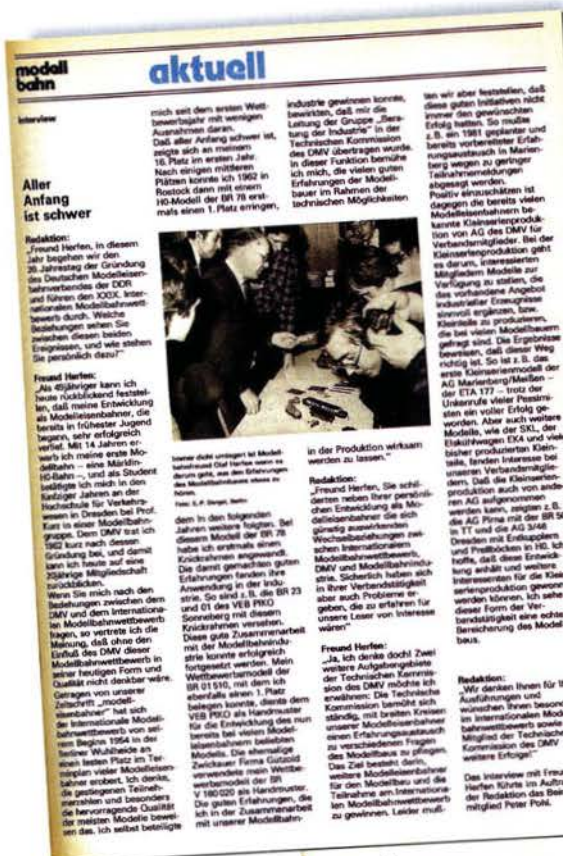 modell
bahn
aktuell
Interview
Aller
Anfang
ist schwer
Redaktion:
„Freund Herfen, in diesem
Jahr begehen wir den
20. Jahrestag der Gründung
des Deutschen Modelleisen-
bahnverbandes der DDR
und führen den XXIX. Inter-
nationalen Modellbahnwett-
bewerb durch. Welche
Beziehungen sehen Sie
zwischen diesen beiden
Ereignissen, und wie stehen
Sie persönlich dazu?"
Freund Herfen:
„Als 45jähriger kann ich
heute rückblickend feststel-
len, daß meine Entwicklung
als Modelleisenbahner, die
bereits in frühester Jugend
begann, sehr erfolgreich
verlief. Mit 14 Jahren er-
warb ich meine erste Mo-
dellbahn – eine Märklin-
H0-Bahn –, und als Student
betätigte ich mich in den
fünfziger Jahren an der
Hochschule für Verkehrs-
wesen in Dresden bei Prof.
Kurz in einer Modellbahn-
gruppe. Dem DMV trat ich
1962 kurz nach dessen
Gründung bei, und damit
kann ich heute auf eine
20jährige Mitgliedschaft
zurückblicken.
Wenn Sie mich nach den
Beziehungen zwischen dem
DMV und dem Internationa-
len Modellbahnwettbewerb
fragen, so vertrete ich die
Meinung, daß ohne den
Einfluß des DMV dieser
Modellbahnwettbewerb in
seiner heutigen Form und
Qualität nicht denkbar wäre.
Getragen von unserer
Zeitschrift „modell-
eisenbahner" hat sich
der Internationale Modell-
bahnwettbewerb von sei-
nem Beginn 1954 in der
Berliner Wuhlheide an
einen festen Platz im Ter-
minplan vieler Modelleisen-
bahner erobert. Ich denke,
die gestiegenen Teilneh-
merzahlen und besonders
die hervorragende Qualität
der meisten Modelle bewei-
sen das. Ich selbst beteiligte
mich seit dem ersten Wett-
bewerbsjahr mit wenigen
Ausnahmen daran.
Daß aller Anfang schwer ist,
zeigte sich an meinem
16. Platz im ersten Jahr.
Nach einigen mittleren
Plätzen konnte ich 1962 in
Rostock dann mit einem
H0-Modell der BR 78 erst-
mals einen 1. Platz erringen,
Immer dicht umlagert ist Modell-
bahnfreund Olaf Herfen wenn es
darum geht, aus den Erfahrungen
des Modellbahnbaues etwas zu
hören.
dem in den folgenden
Jahren weitere folgten. Bei
diesem Modell der BR 78
habe ich erstmals einen
Knickrahmen angewandt.
Die damit gemachten guten
Erfahrungen fanden ihre
Anwendung in der Indu-
strie. So sind z.B. die BR 23
und 01 des VEB PIKO
Sonneberg mit diesem
Knickrahmen versehen.
Diese gute Zusammenarbeit
mit der Modellbahnindu-
strie konnte erfolgreich
fortgesetzt werden. Mein
Wettbewerbsmodell der
BR 01 510, mit dem ich
ebenfalls einen 1. Platz
belegen konnte, diente dem
VEB PIKO als Handmuster
für die Entwicklung des nun
bereits bei vielen Modell-
eisenbahnern beliebten
Modells. Die ehemalige
Zwickauer Firma Gützold
verwendete mein Wettbe-
werbsmodell der BR
V 180 020 als Handmuster.
Die guten Erfahrungen, die
ich in der Zusammenarbeit
mit unserer Modellbahn-
industrie gewinnen konnte,
bewirkten, daß mir die
Leitung der Gruppe „Bera-
tung der Industrie" in der
Technischen Kommission
des DMV übertragen wurde.
In dieser Funktion bemühe
ich mich, die vielen guten
Erfahrungen der Modell-
bauer im Rahmen der
technischen Möglichkeiten
in der Produktion wirksam
werden zu lassen."
Redaktion:
„Freund Herfen, Sie schil-
derten neben Ihrer persönli-
chen Entwicklung als Mo-
delleisenbahner die sich
günstig auswirkenden
Wechselbeziehungen zwi-
schen Internationalem
Modellbahnwettbewerb,
DMV und Modellbahnindu-
strie. Sicherlich haben sich
in Ihrer Verbandstätigkeit
aber auch Probleme er-
geben, die zu erfahren für
unsere Leser von Interesse
wären"
Freund Herfen:
„Ja, ich denke doch! Zwei
weitere Aufgabengebiete
der Technischen Kommis-
sion des DMV möchte ich
erwähnen: Die Technische
Kommission bemüht sich
ständig, mit breiten Kreisen
unserer Modelleisenbahner
einen Erfahrungsaustausch
zu verschiedenen Fragen
des Modellbaus zu pflegen.
Das Ziel besteht darin,
weitere Modelleisenbahner
für den Modellbau und die
Teilnahme am Internationa-
len Modellbahnwettbewerb
zu gewinnen. Leider muß-
ten wir aber feststellen, daß
diese guten Initiativen nicht
immer den gewünschten
Erfolg hatten. So mußte
z.B. ein 1981 geplanter und
bereits vorbereiteter Erfah-
rungsaustausch in Marien-
berg wegen zu geringer
Teilnahmemeldungen
abgesagt werden.
Positiv einzuschätzen ist
dagegen die bereits vielen
Modelleisenbahnern be-
kannte Kleinserienproduk-
tion von AG des DMV für
Verbandsmitglieder. Bei der
Kleinserienproduktion geht
es darum, interessierten
Mitgliedern Modelle zur
Verfügung zu stellen, die
das vorhandene Angebot
industrieller Erzeugnisse
sinnvoll ergänzen, bzw.
Kleinteile zu produzieren,
die bei vielen Modellbauern
gefragt sind. Die Ergebnisse
beweisen, daß dieser Weg
richtig ist. So ist z. B. das
erste Kleinserienmodell der
AG Marienberg/Meißen –
der ETA 177 – trotz der
Unkenrufe vieler Pessimi-
sten ein voller Erfolg ge-
worden. Aber auch weitere
Modelle, wie der SKL, der
Eiskühlwagen EK4 und viele
bisher produzierten Klein-
teile, fanden Interesse bei
unseren Verbandsmitglie-
dern. Daß die Kleinserien-
produktion auch von ande-
ren AG aufgenommen
werden kann, zeigten z.B.
die AG Pirna mit der BR 56
in TT und die AG 3/48
Dresden mit Entkupplern
und Prellböcken in H0. Ich
hoffe, daß diese Entwick-
lung anhält und weitere
Interessenten für die Klein-
serienproduktion gewonnen
werden können. Ich sehe in
dieser Form der Ver-
bandstätigkeit eine echte
Bereicherung des Modell-
baus.
Redaktion:
„Wir danken Ihnen für Ihre
Ausführungen und
wünschen Ihnen besonders
im Internationalen Modell-
bahnwettbewerb sowie als
Mitglied der Technischen
Kommission des DMV
weitere Erfolge!"
Das Interview mit Freund
Herfen führte im Auftrag
der Redaktion das Beirats-
mitglied Peter Pohl.